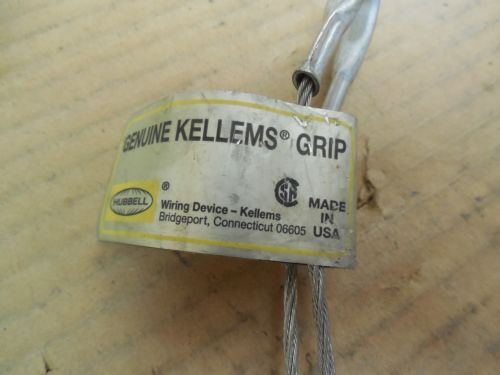 GENUINE KELLEMS® GRIP
HUBBELL
®
Wiring Device – Kellems
Bridgeport, Connecticut 06605
MADE
IN
USA